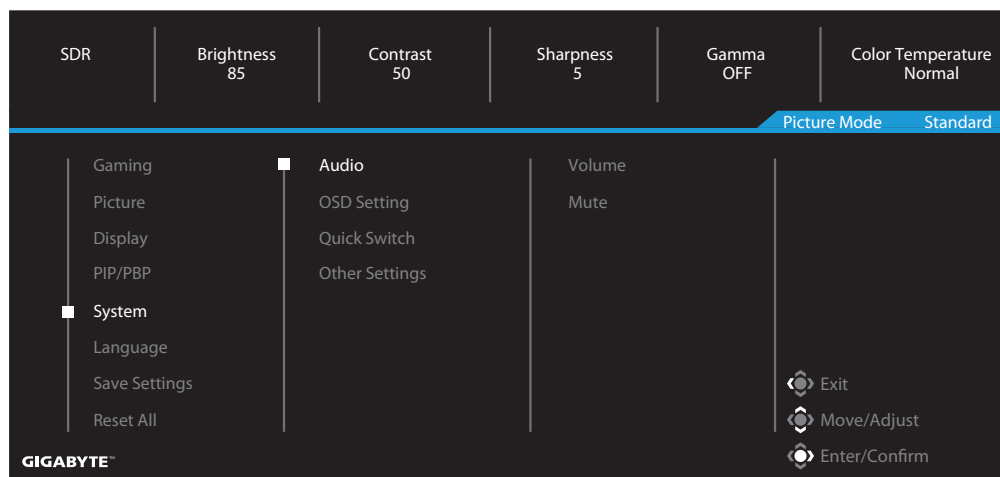 SDR
Brightness
85
Contrast
50
Sharpness
5
Gamma
OFF
Color Temperature
Normal
Picture Mode Standard
Gaming
Picture
Display
PIP/PBP
System
Language
Save Settings
Reset All
Audio
OSD Setting
Quick Switch
Other Settings
Volume
Mute
Exit
Move/Adjust
Enter/Confirm
GIGABYTE™